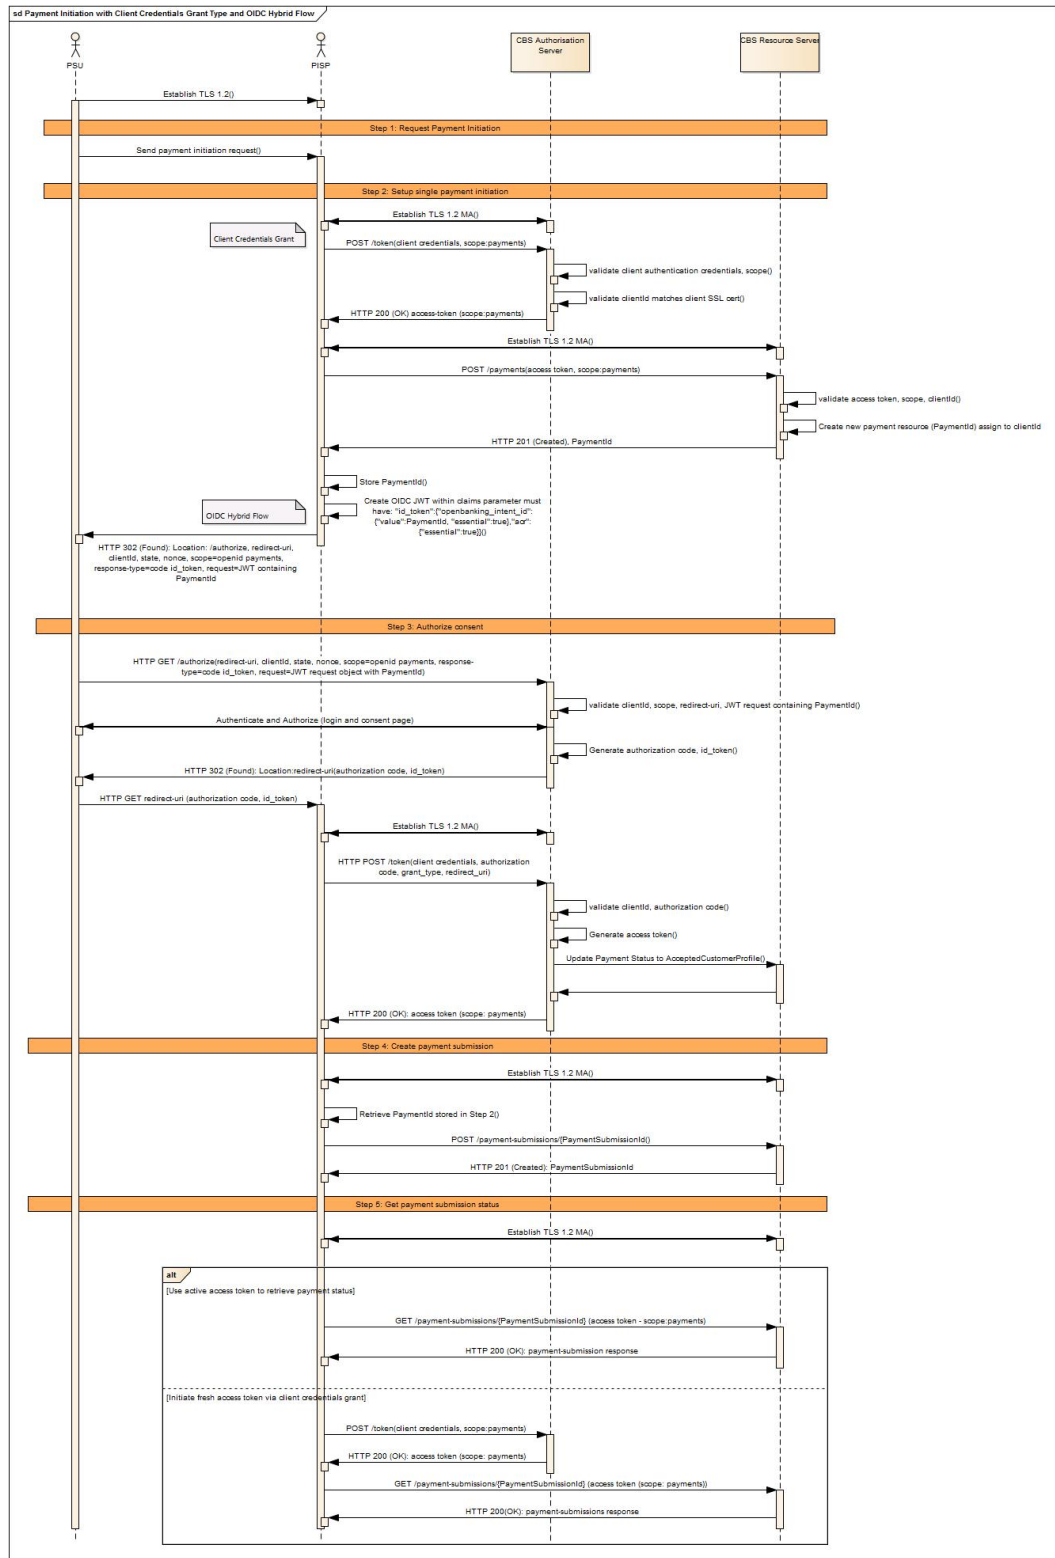 sd Payment Initiation with Client Credentials Grant Type and OIDC Hybrid Flow
PSU
PISP
CBS Authorisation
Server
CBS Resource Server
Establish TLS 1.2()
Step 1: Request Payment Initiation
Send payment initiation request()
Step 2: Setup single payment initiation
Establish TLS 1.2 MA()
Client Credentials Grant
POST /token(client credentials, scope:payments)
validate client authentication credentials, scope()
validate clientId matches client SSL cert()
HTTP 200 (OK) access-token (scope:payments)
Establish TLS 1.2 MA()
POST /payments(access token, scope:payments)
validate access token, scope, clientId()
Create new payment resource (PaymentId) assign to clientId
HTTP 201 (Created), PaymentId
Store PaymentId()
OIDC Hybrid Flow
Create OIDC JWT within claims parameter must
have: "id_token":{"openbanking_intent_id":
{"value":PaymentId, "essential":true},"acr":
{"essential":true}}()
HTTP 302 (Found): Location: /authorize, redirect-uri,
clientId, state, nonce, scope=openid payments,
response-type=code id_token, request=JWT containing
PaymentId
Step 3: Authorize consent
HTTP GET /authorize(redirect-uri, clientId, state, nonce, scope=openid payments, response-
type=code id_token, request=JWT request object with PaymentId)
validate clientId, scope, redirect-uri, JWT request containing PaymentId()
Authenticate and Authorize (login and consent page)
Generate authorization code, id_token()
HTTP 302 (Found): Location:redirect-uri(authorization code, id_token)
HTTP GET redirect-uri (authorization code, id_token)
Establish TLS 1.2 MA()
HTTP POST /token(client credentials, authorization
code, grant_type, redirect_uri)
validate clientId, authorization code()
Generate access token()
Update Payment Status to AcceptedCustomerProfile()
HTTP 200 (OK): access token (scope: payments)
Step 4: Create payment submission
Establish TLS 1.2 MA()
Retrieve PaymentId stored in Step 2()
POST /payment-submissions/{PaymentSubmissionId()
HTTP 201 (Created): PaymentSubmissionId
Step 5: Get payment submission status
Establish TLS 1.2 MA()
alt
[Use active access token to retrieve payment status]
GET /payment-submissions/{PaymentSubmissionId} (access token - scope:payments)
HTTP 200 (OK): payment-submission response
[Initiate fresh access token via client credentials grant]
POST /token(client credentials, scope:payments)
HTTP 200 (OK): access token (scope: payments)
GET /payment-submissions/{PaymentSubmissionId} (access token (scope: payments))
HTTP 200(OK): payment-submissions response